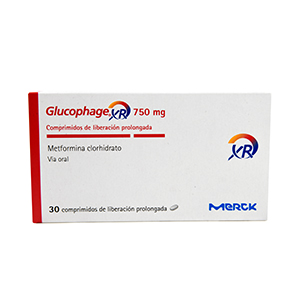 Glucophage XR 750 mg
Comprimidos de liberación prolongada
Metformina clorhidrato
Vía oral
XR
30 comprimidos de liberación prolongada
MERCK